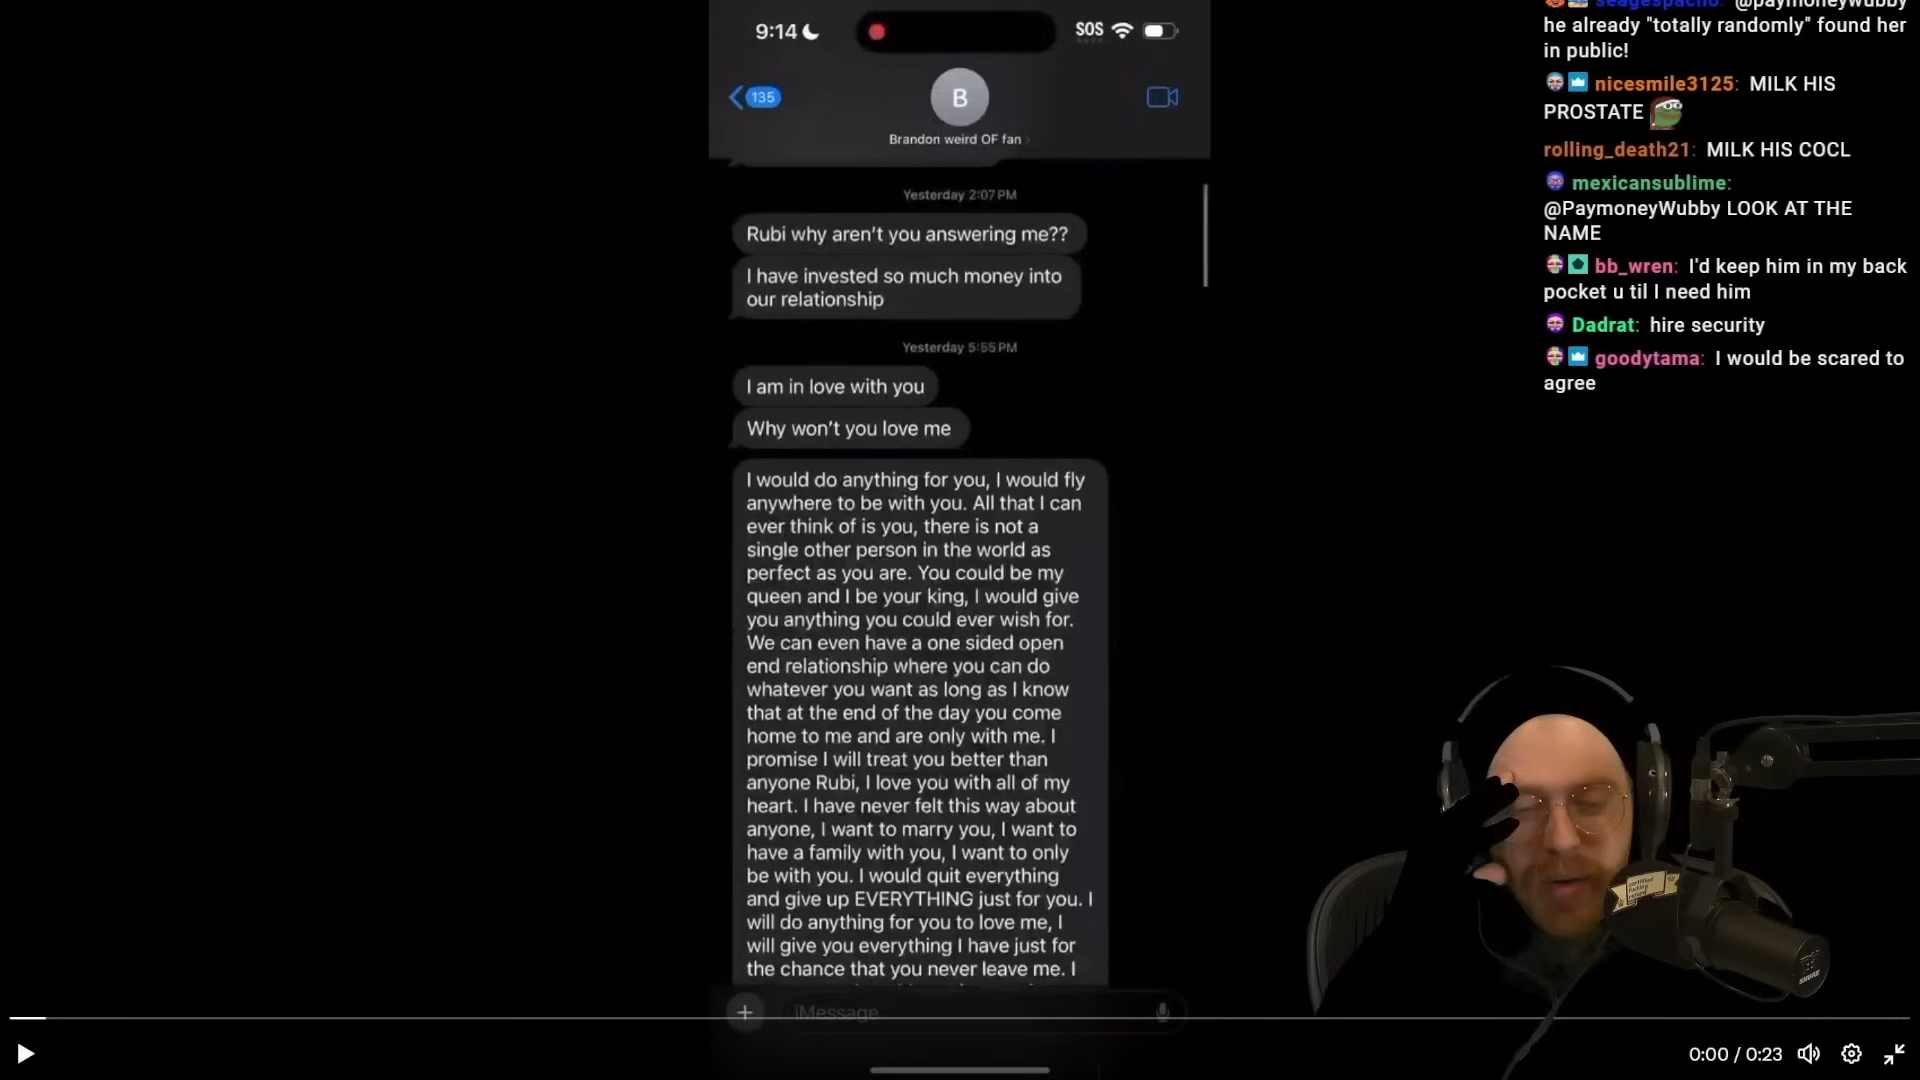 9:14
SOS
135
B
Brandon weird OF fan
Yesterday 2:07 PM
Rubi why aren't you answering me??
I have invested so much money into
our relationship
Yesterday 5:55 PM
I am in love with you
Why won't you love me
I would do anything for you, I would fly
anywhere to be with you. All that I can
ever think of is you, there is not a
single other person in the world as
perfect as you are. You could be my
queen and I be your king, I would give
you anything you could ever wish for.
We can even have a one sided open
end relationship where you can do
whatever you want as long as I know
that at the end of the day you come
home to me and are only with me. I
promise I will treat you better than
anyone Rubi, I love you with all of my
heart. I have never felt this way about
anyone, I want to marry you, I want to
have a family with you, I want to only
be with you. I would quit everything
and give up EVERYTHING just for you. I
will do anything for you to love me, I
will give you everything I have just for
the chance that you never leave me. I
iMessage
seagespacho: @paymoneywubby
he already "totally randomly" found her
in public!
nicesmile3125: MILK HIS
PROSTATE
rolling_death21: MILK HIS COCL
mexicansublime:
@PaymoneyWubby LOOK AT THE
NAME
bb_wren: I'd keep him in my back
pocket u til I need him
Dadrat: hire security
goodytama: I would be scared to
agree
SHURE
0:00 / 0:23